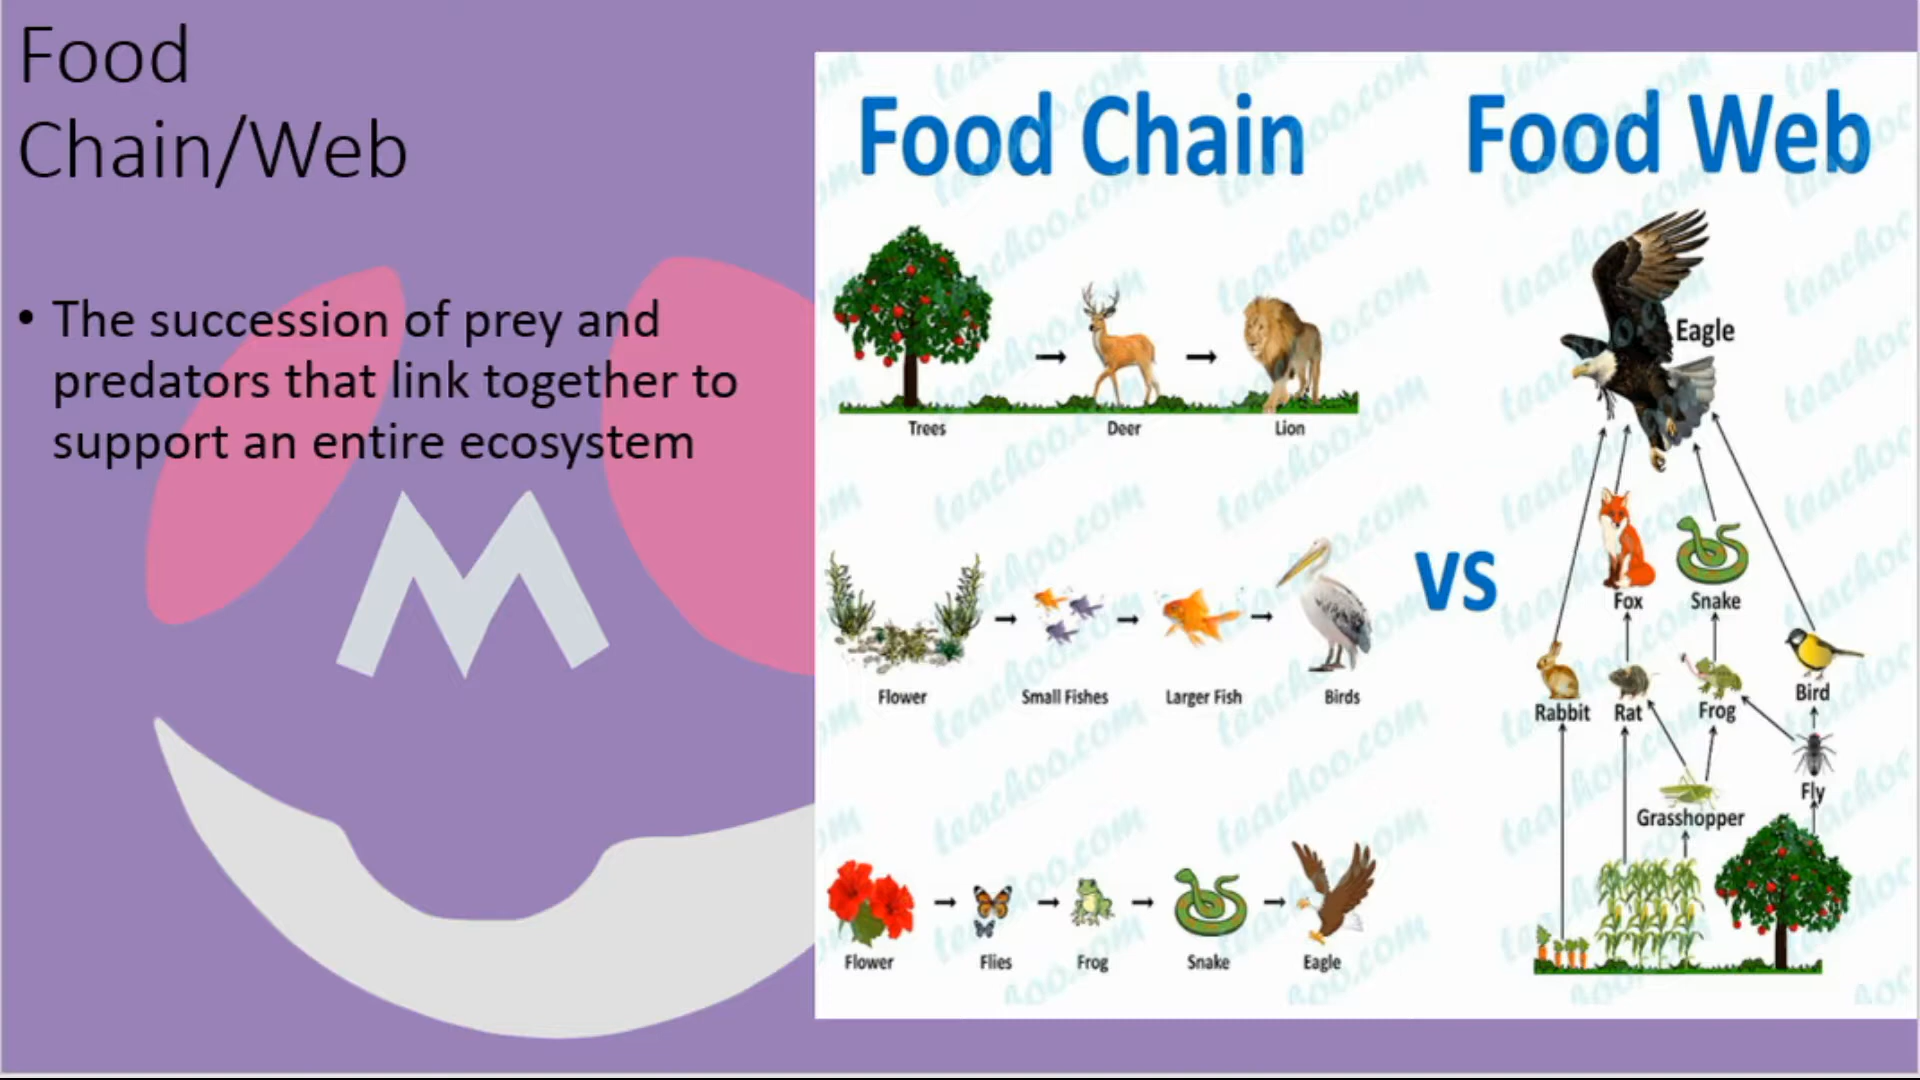 Food
Chain/Web
• The succession of prey and
predators that link together to
support an entire ecosystem
M
Food Chain
Trees
Deer
Lion
Flower
Small Fishes
Larger Fish
Birds
Flower
Flies
Frog
Snake
Eagle
VS
Food Web
Eagle
Fox
Snake
Rabbit
Rat
Frog
Bird
Fly
Grasshopper
teachoo.com